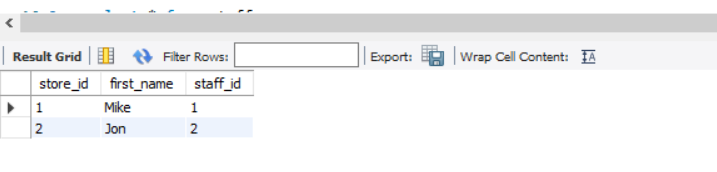 Result Grid Filter Rows: Export: Wrap Cell Content:
store_id first_name staff_id
1 Mike 1
2 Jon 2